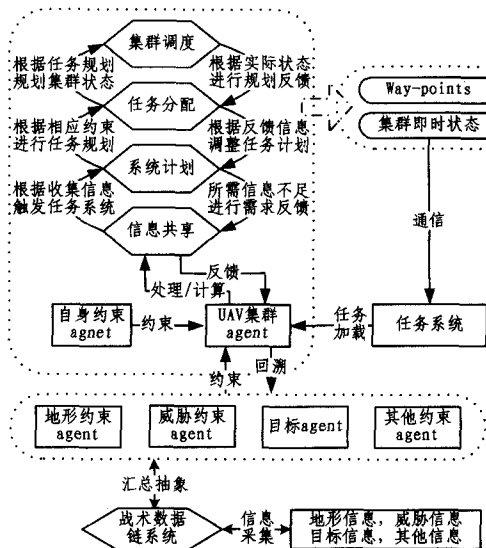 集群调度
根据任务规划
规划集群状态
根据实际状态
进行规划反馈
任务分配
Way-points
集群即时状态
根据相应约束
进行任务规划
根据反馈信息
调整任务计划
系统计划
根据收集信息
触发任务系统
所需信息不足
进行需求反馈
信息共享
通信
反馈
处理/计算
自身约束
agnet
约束
UAV集群
agent
任务
加载
任务系统
约束
回溯
地形约束
agent
威胁约束
agent
目标agent
其他约束
agent
汇总抽象
战术数据
链系统
信息
采集
地形信息，威胁信息
目标信息，其他信息